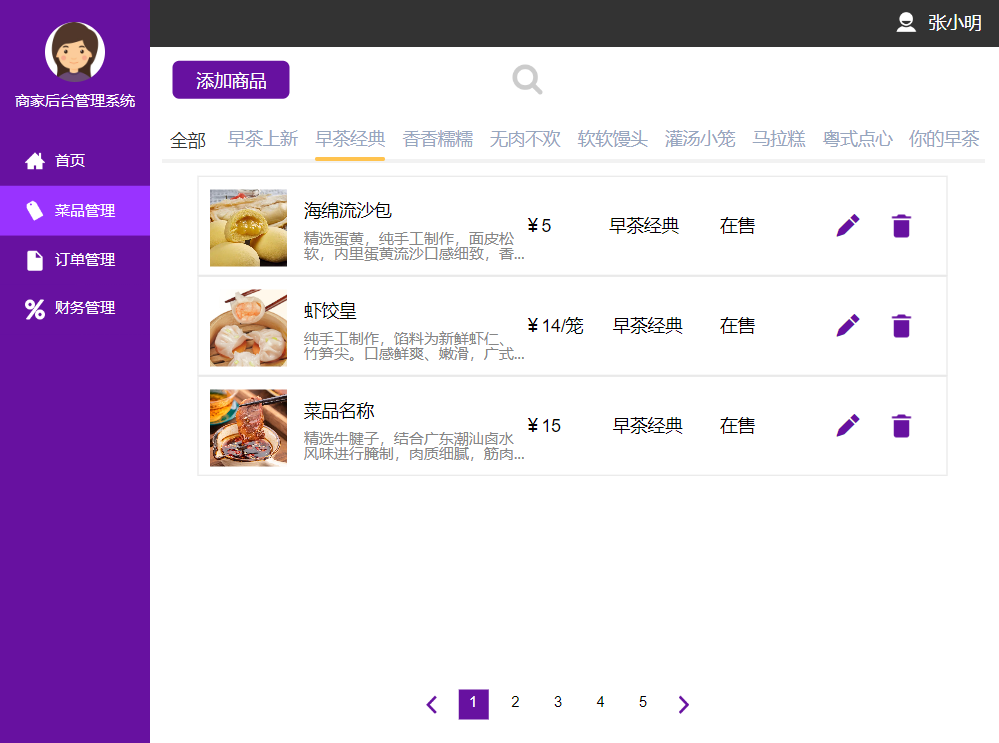 张小明
商家后台管理系统
首页
菜品管理
订单管理
财务管理
添加商品
全部 早茶上新 早茶经典 香香糯糯 无肉不欢 软软馒头 灌汤小笼 马拉糕 粤式点心 你的早茶
海绵流沙包
精选蛋黄，纯手工制作，面皮松
软，内里蛋黄流沙口感细致，香...
¥ 5 早茶经典 在售
虾饺皇
纯手工制作，馅料为新鲜虾仁、
竹笋尖。口感鲜爽、嫩滑，广式...
¥ 14/笼 早茶经典 在售
菜品名称
精选牛腱子，结合广东潮汕卤水
风味进行腌制，肉质细腻，筋肉...
¥ 15 早茶经典 在售
1 2 3 4 5